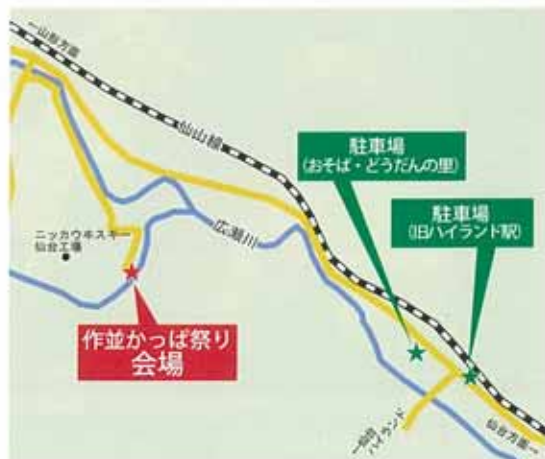 ←山形方面
仙山線
駐車場
(おそば・どうだんの里)
駐車場
(旧ハイランド駅)
広瀬川
ニッカウヰスキー
仙台工場
作並かっぱ祭り
会場
←仙台
ハイランド
仙台方面→